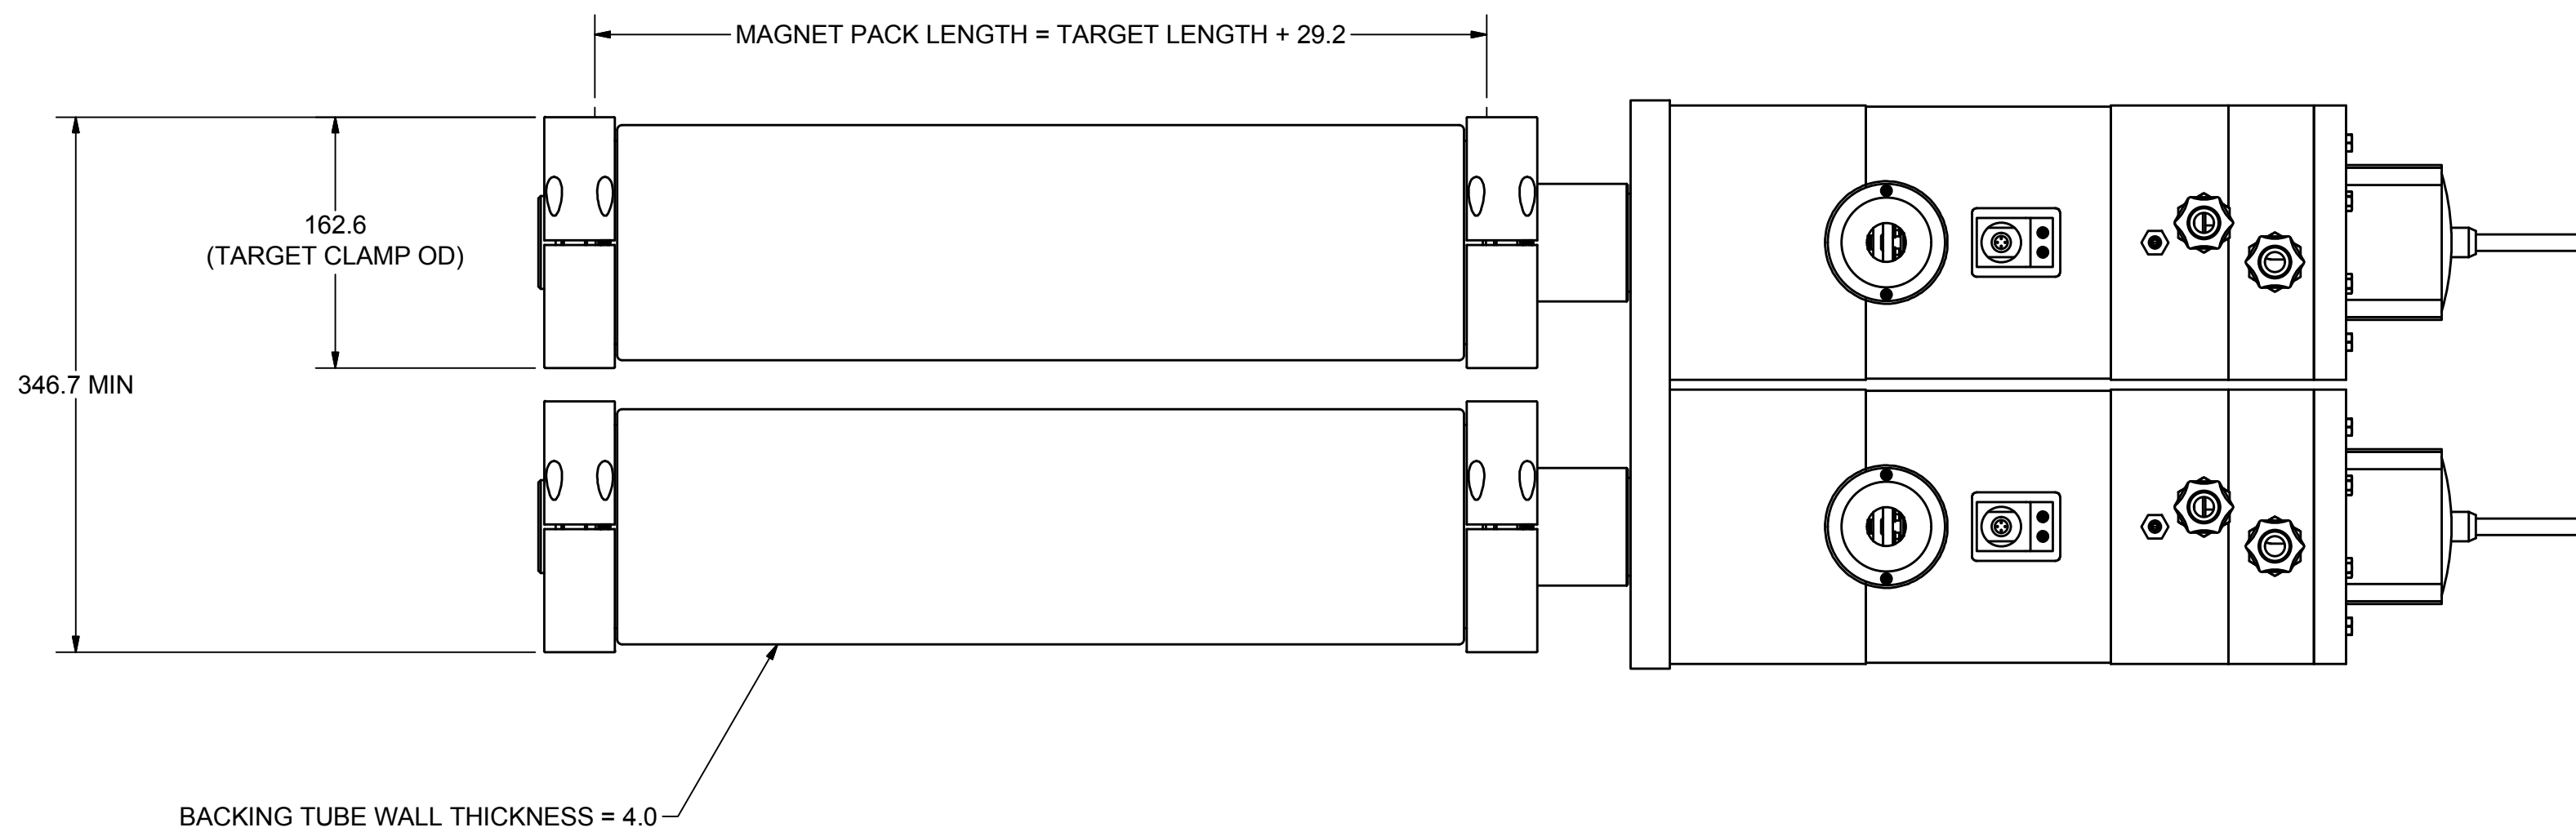 MAGNET PACK LENGTH = TARGET LENGTH + 29.2
162.6
(TARGET CLAMP OD)
346.7 MIN
BACKING TUBE WALL THICKNESS = 4.0